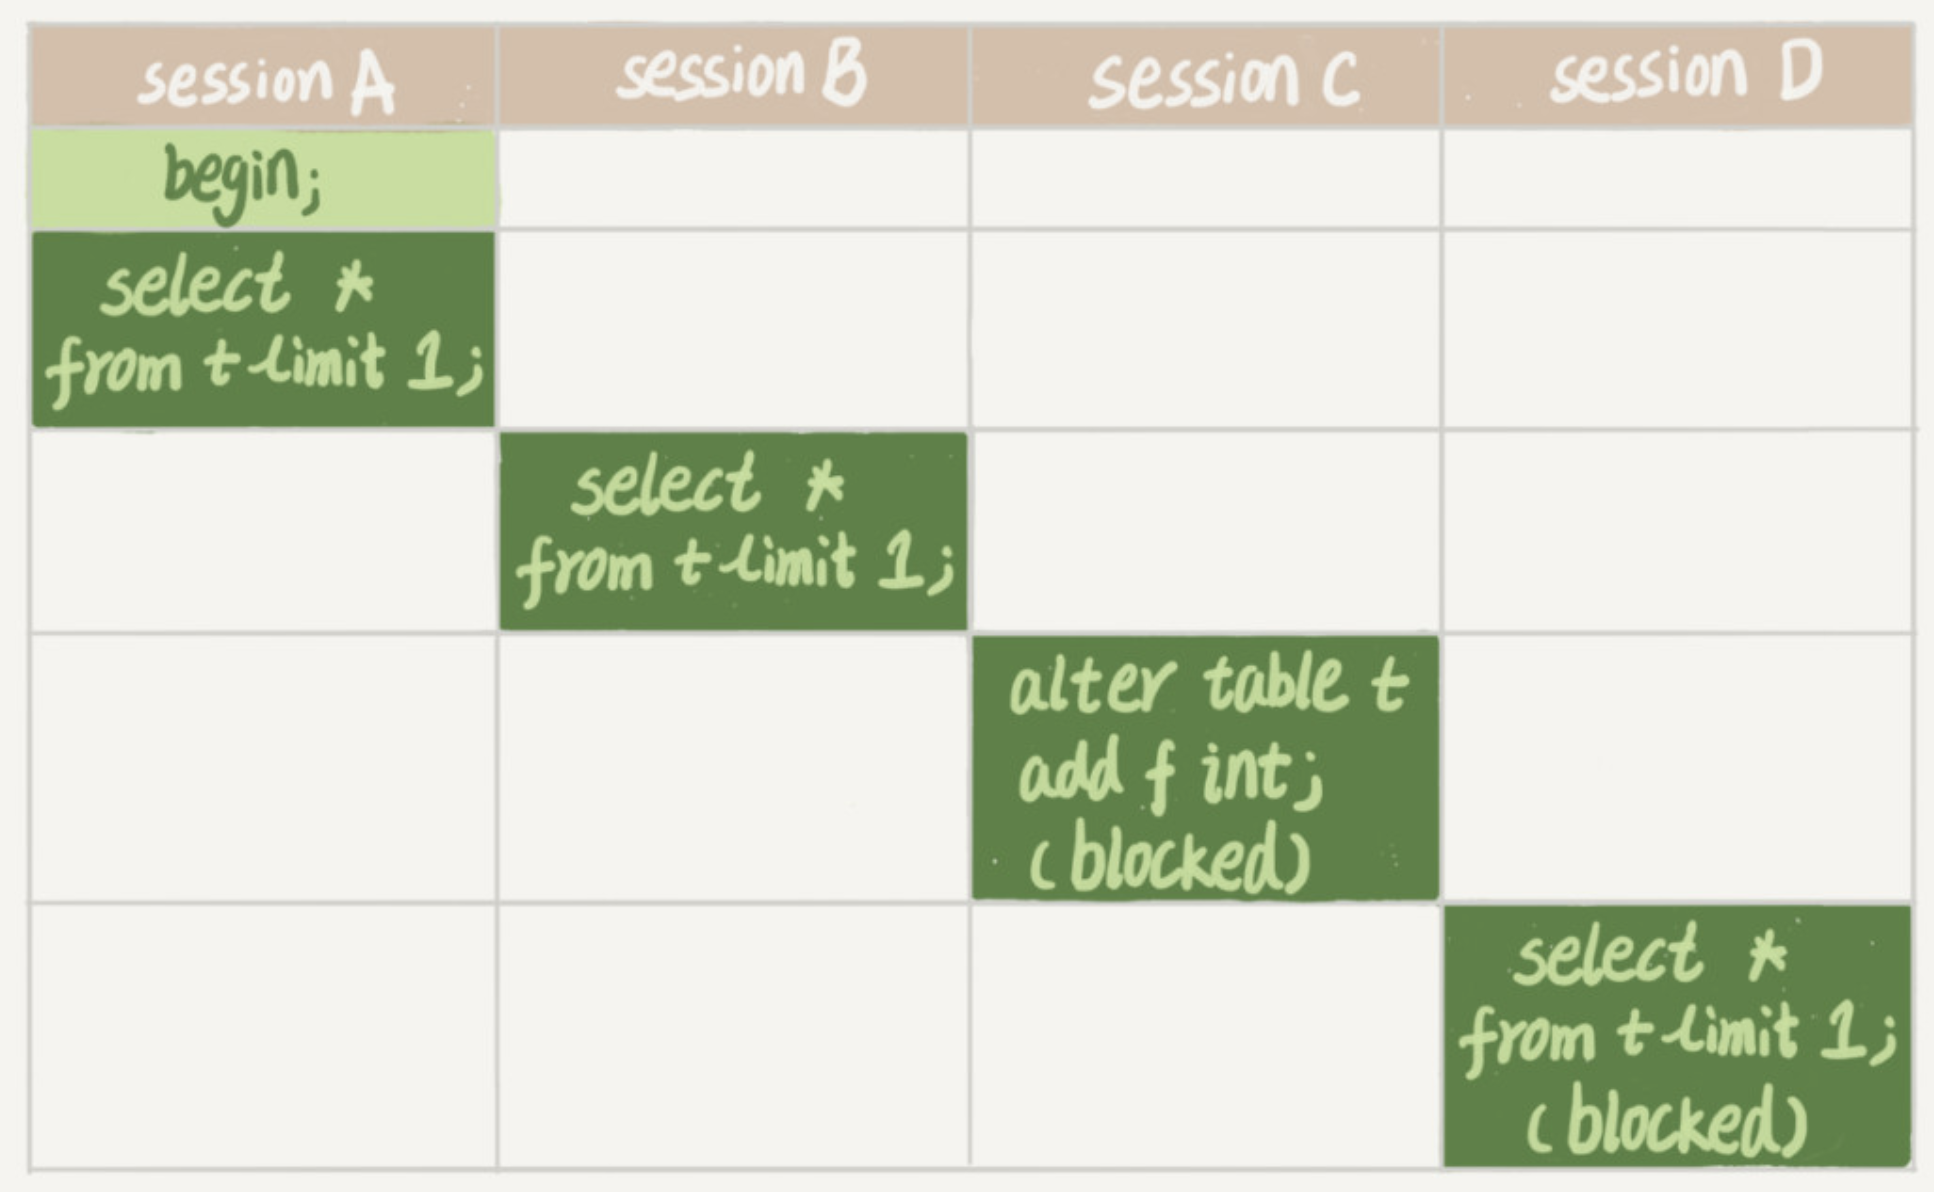 session A
session B
session C
session D
begin;
select *
from t limit 1;
select *
from t limit 1;
alter table t
add f int;
(blocked)
select *
from t limit 1;
(blocked)